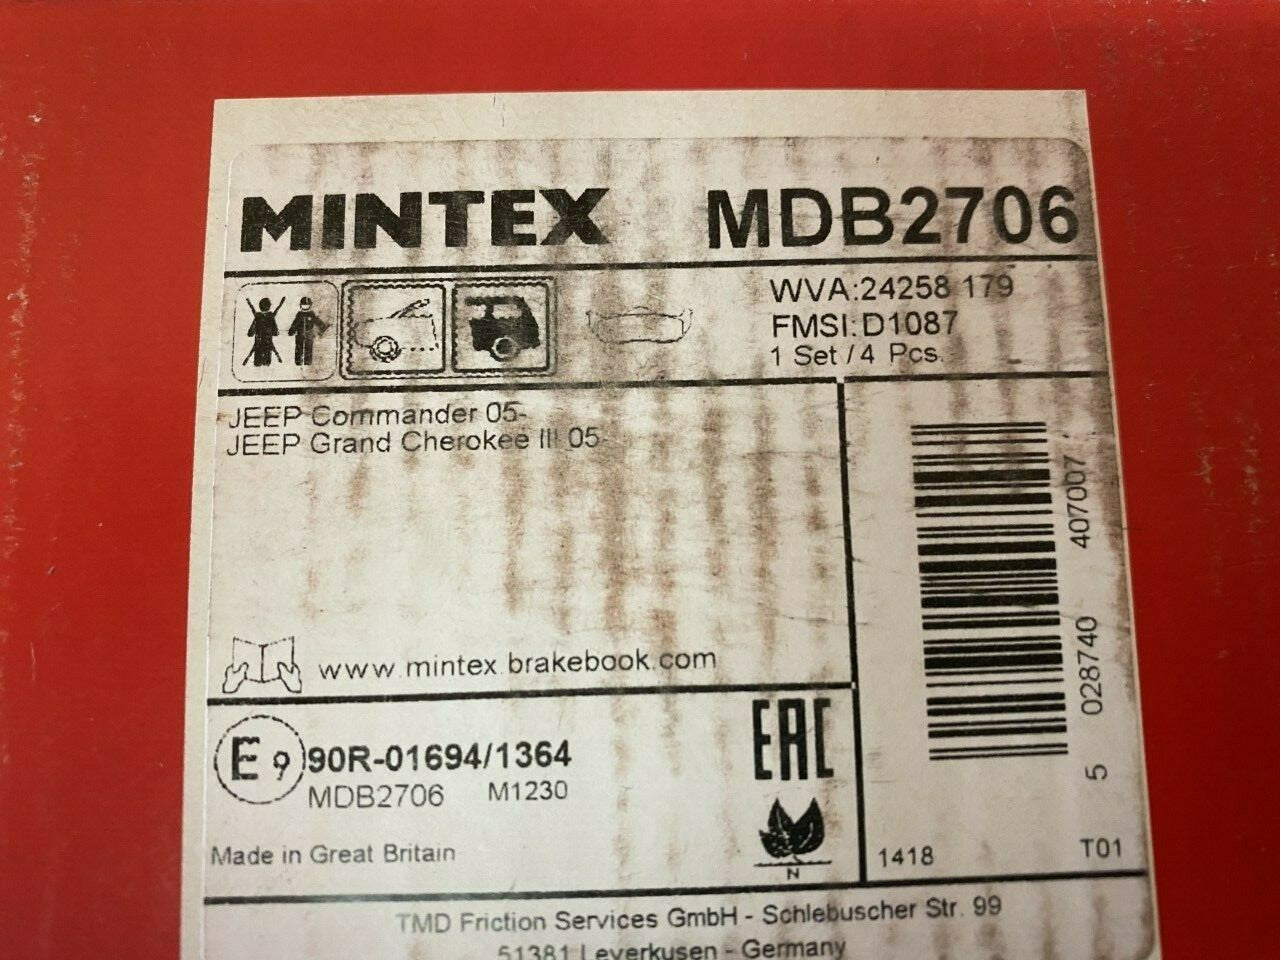 MINTEX MDB2706
WVA:24258 179
FMSI:D1087
1 Set / 4 Pcs.
JEEP Commander 05-
JEEP Grand Cherokee III 05-
www.mintex.brakebook.com
5 028740 407007
E9 90R-01694/1364
MDB2706 M1230
EAC
N
Made in Great Britain
1418 T01
TMD Friction Services GmbH - Schlebuscher Str. 99
51381 Leverkusen - Germany